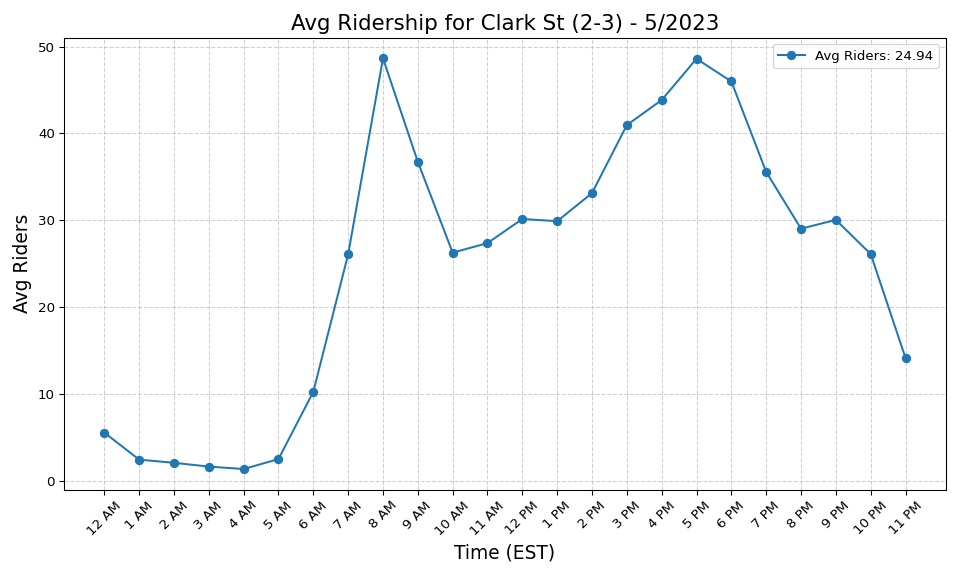 Avg Ridership for Clark St (2-3) - 5/2023
Avg Riders: 24.94
Avg Riders
50
40
30
20
10
0
12 AM 1 AM 2 AM 3 AM 4 AM 5 AM 6 AM 7 AM 8 AM 9 AM 10 AM 11 AM 12 PM 1 PM 2 PM 3 PM 4 PM 5 PM 6 PM 7 PM 8 PM 9 PM 10 PM 11 PM
Time (EST)